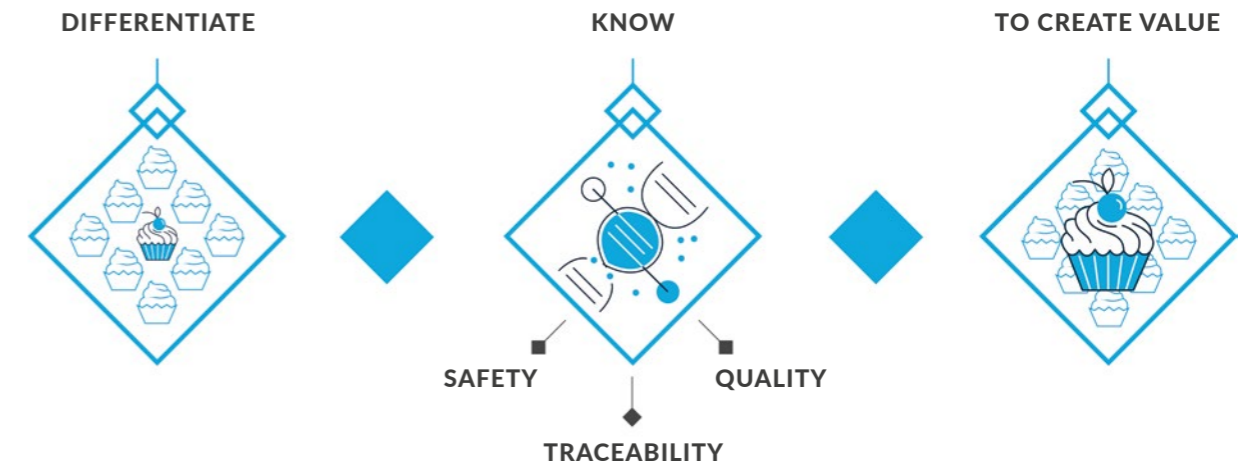 DIFFERENTIATE
KNOW
TO CREATE VALUE
SAFETY
QUALITY
TRACEABILITY